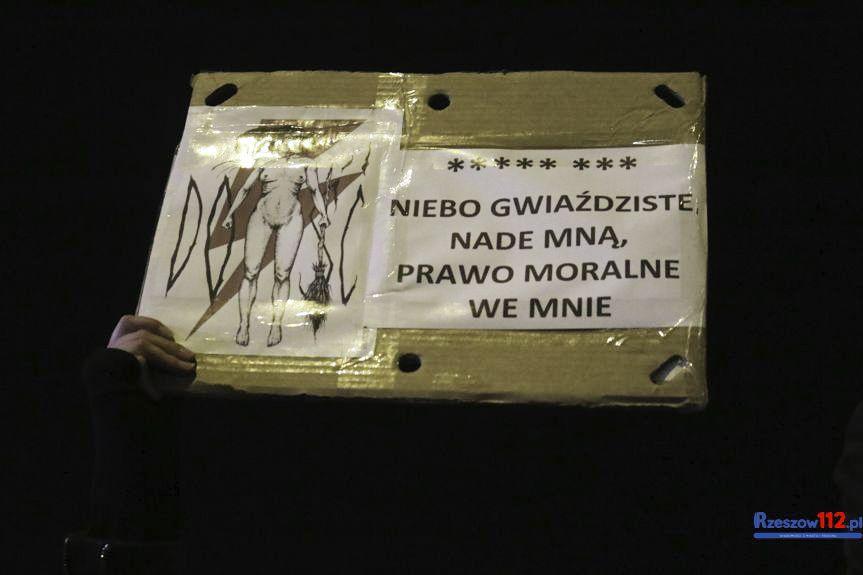 ***** ***
NIEBO GWIAŹDZISTE
NADE MNĄ,
PRAWO MORALNE
WE MNIE
Rzeszow112.pl